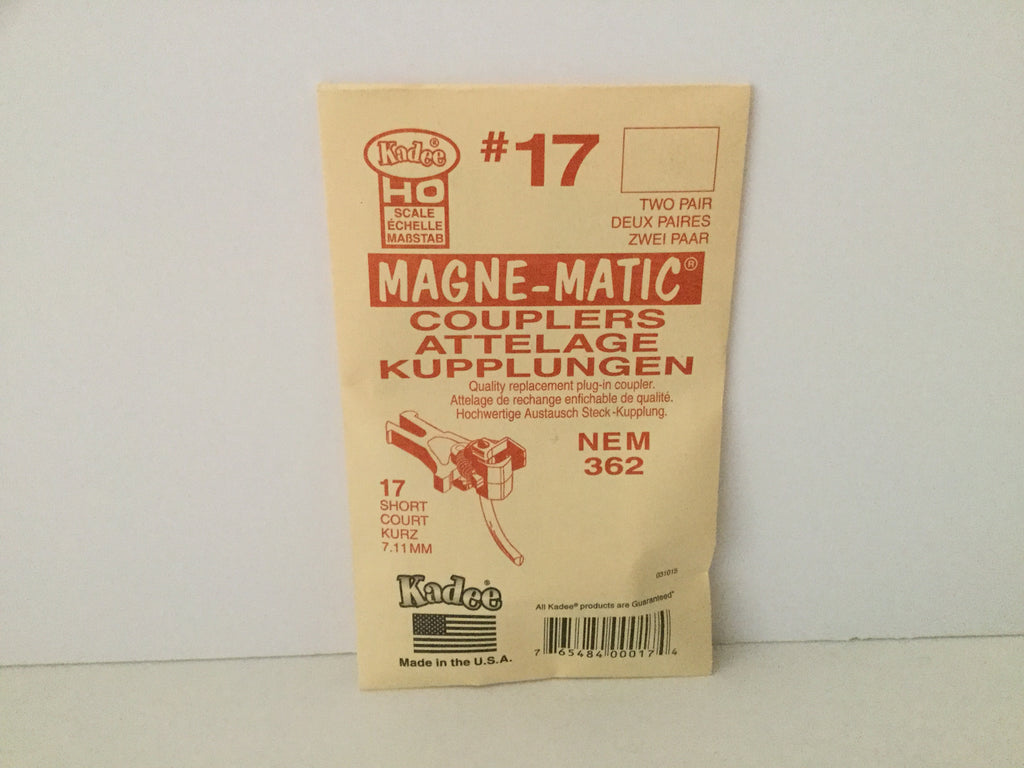 Kadee®
HO
SCALE
ÉCHELLE
MAßSTAB
#17
TWO PAIR
DEUX PAIRES
ZWEI PAAR
MAGNE-MATIC®
COUPLERS
ATTELAGE
KUPPLUNGEN
Quality replacement plug-in coupler.
Attelage de rechange enfichable de qualité.
Hochwertige Austausch Steck-Kupplung.
NEM
362
17
SHORT
COURT
KURZ
7.11 MM
Kadee®
Made in the U.S.A.
031015
All Kadee® products are Guaranteed"
7 65484 00017 4